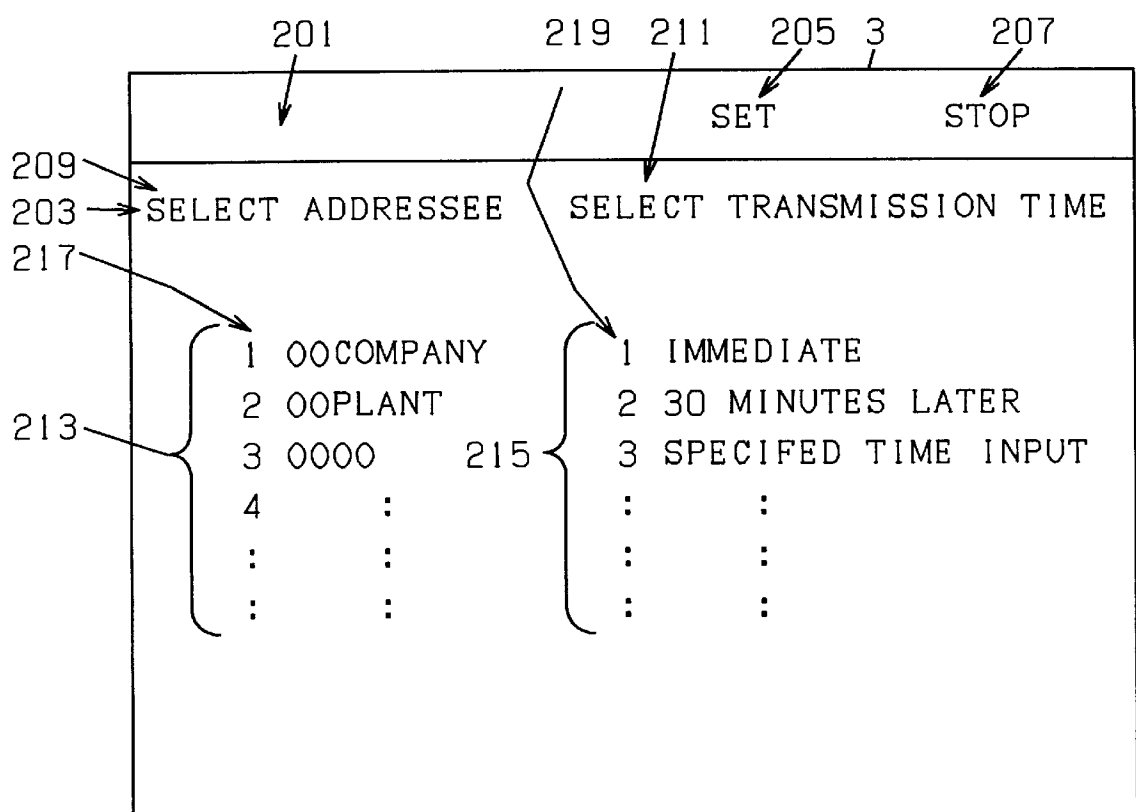 201 219 211 205 3 207
SET STOP
209
203 SELECT ADDRESSEE SELECT TRANSMISSION TIME
217
1 OOCOMPANY 1 IMMEDIATE
2 OOPLANT 2 30 MINUTES LATER
213 3 OOOO 215 3 SPECIFED TIME INPUT
4 : : :
: : : :
: : : :